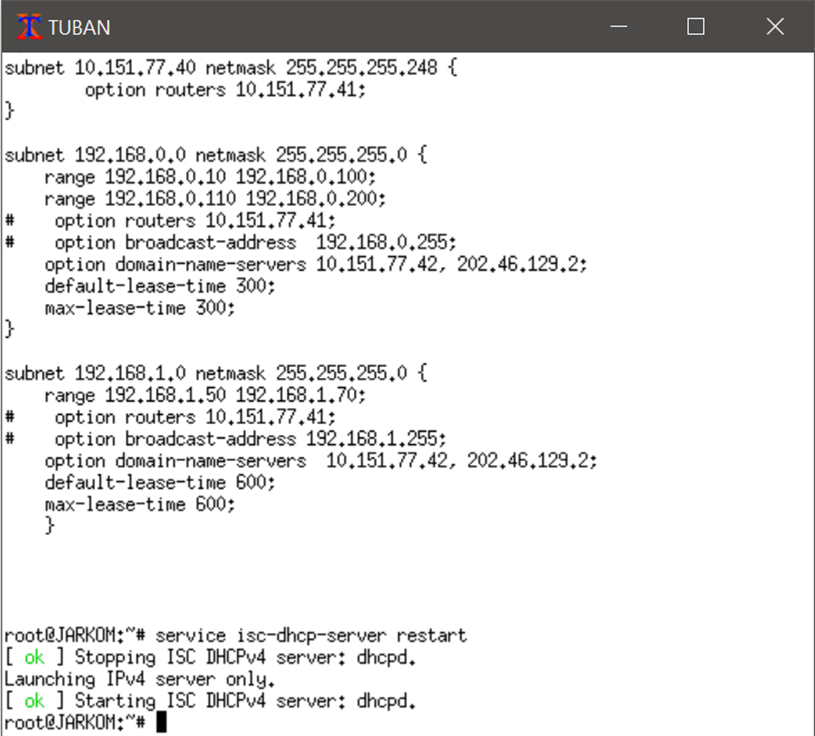 TUBAN
subnet 10.151.77.40 netmask 255.255.255.248 {
        option routers 10.151.77.41;
}
subnet 192.168.0.0 netmask 255.255.255.0 {
    range 192.168.0.10 192.168.0.100;
    range 192.168.0.110 192.168.0.200;
#    option routers 10.151.77.41;
#    option broadcast-address  192.168.0.255;
    option domain-name-servers 10.151.77.42, 202.46.129.2;
    default-lease-time 300;
    max-lease-time 300;
}
subnet 192.168.1.0 netmask 255.255.255.0 {
    range 192.168.1.50 192.168.1.70;
#    option routers 10.151.77.41;
#    option broadcast-address 192.168.1.255;
    option domain-name-servers  10.151.77.42, 202.46.129.2;
    default-lease-time 600;
    max-lease-time 600;
    }
root@JARKOM:~# service isc-dhcp-server restart
[ ok ] Stopping ISC DHCPv4 server: dhcpd.
Launching IPv4 server only.
[ ok ] Starting ISC DHCPv4 server: dhcpd.
root@JARKOM:~#